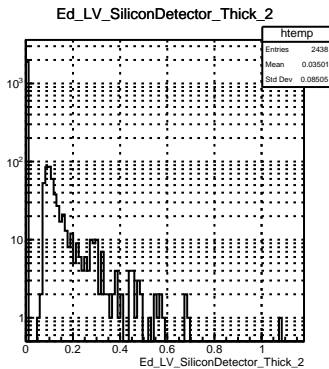 Ed_LV_SiliconDetector_Thick_2
htemp
Entries 2438
Mean 0.03501
Std Dev 0.08505
10³
10²
10
1
0 0.2 0.4 0.6 0.8 1
Ed_LV_SiliconDetector_Thick_2